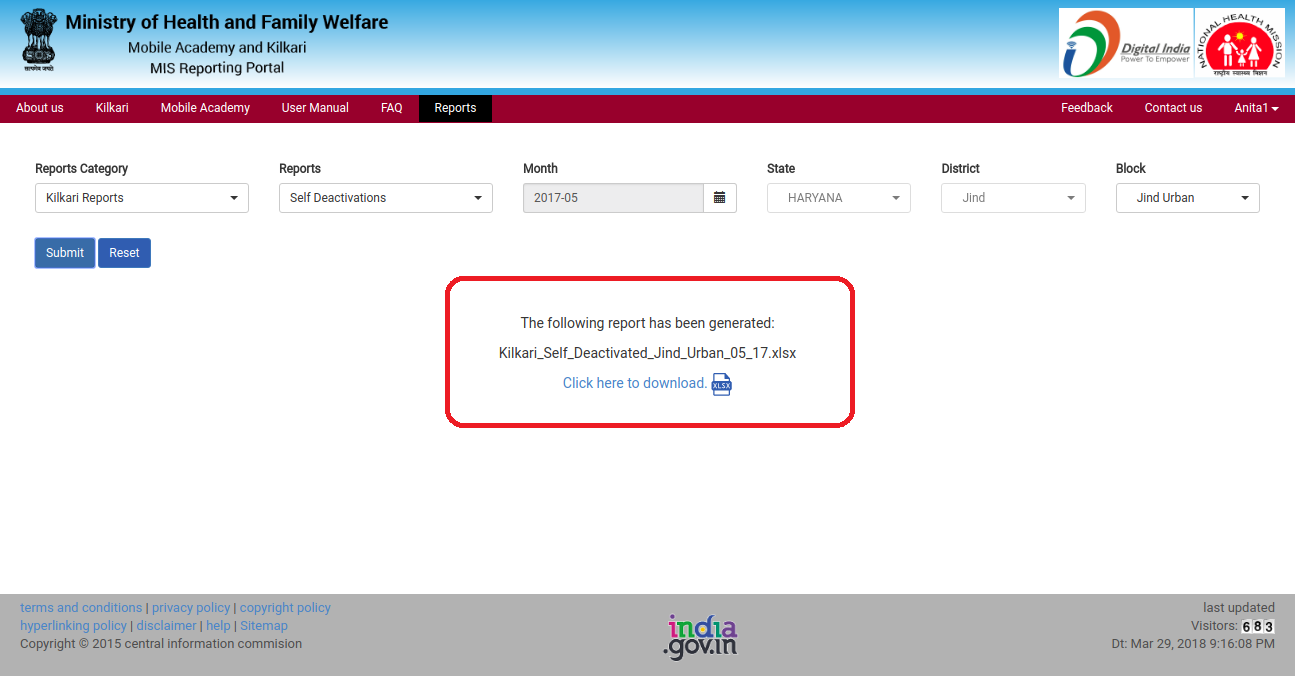 Ministry of Health and Family Welfare
Mobile Academy and Kilkari
MIS Reporting Portal
सत्यमेव जयते
Digital India
Power To Empower
NATIONAL HEALTH MISSION
राष्ट्रीय स्वास्थ्य मिशन
About us Kilkari Mobile Academy User Manual FAQ Reports Feedback Contact us Anita1
Reports Category Reports Month State District Block
Kilkari Reports Self Deactivations 2017-05 HARYANA Jind Jind Urban
Submit Reset
The following report has been generated:
Kilkari_Self_Deactivated_Jind_Urban_05_17.xlsx
Click here to download. XLSX
terms and conditions | privacy policy | copyright policy
hyperlinking policy | disclaimer | help | Sitemap
Copyright © 2015 central information commision
india
.gov.in
last updated
Visitors: 683
Dt: Mar 29, 2018 9:16:08 PM